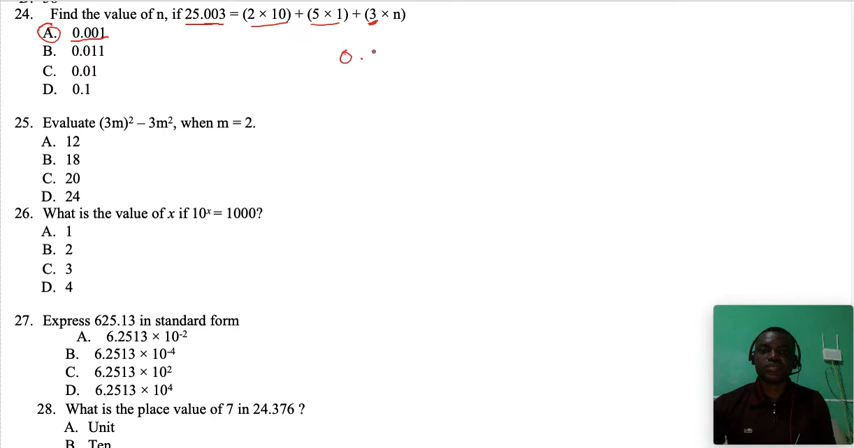 24. Find the value of n, if 25.003 = (2 × 10) + (5 × 1) + (3 × n)
A. 0.001
B. 0.011
0.
C. 0.01
D. 0.1
25. Evaluate (3m)² – 3m², when m = 2.
A. 12
B. 18
C. 20
D. 24
26. What is the value of x if 10ˣ = 1000?
A. 1
B. 2
C. 3
D. 4
27. Express 625.13 in standard form
A. 6.2513 × 10⁻²
B. 6.2513 × 10⁻⁴
C. 6.2513 × 10²
D. 6.2513 × 10⁴
28. What is the place value of 7 in 24.376 ?
A. Unit
B. Ten